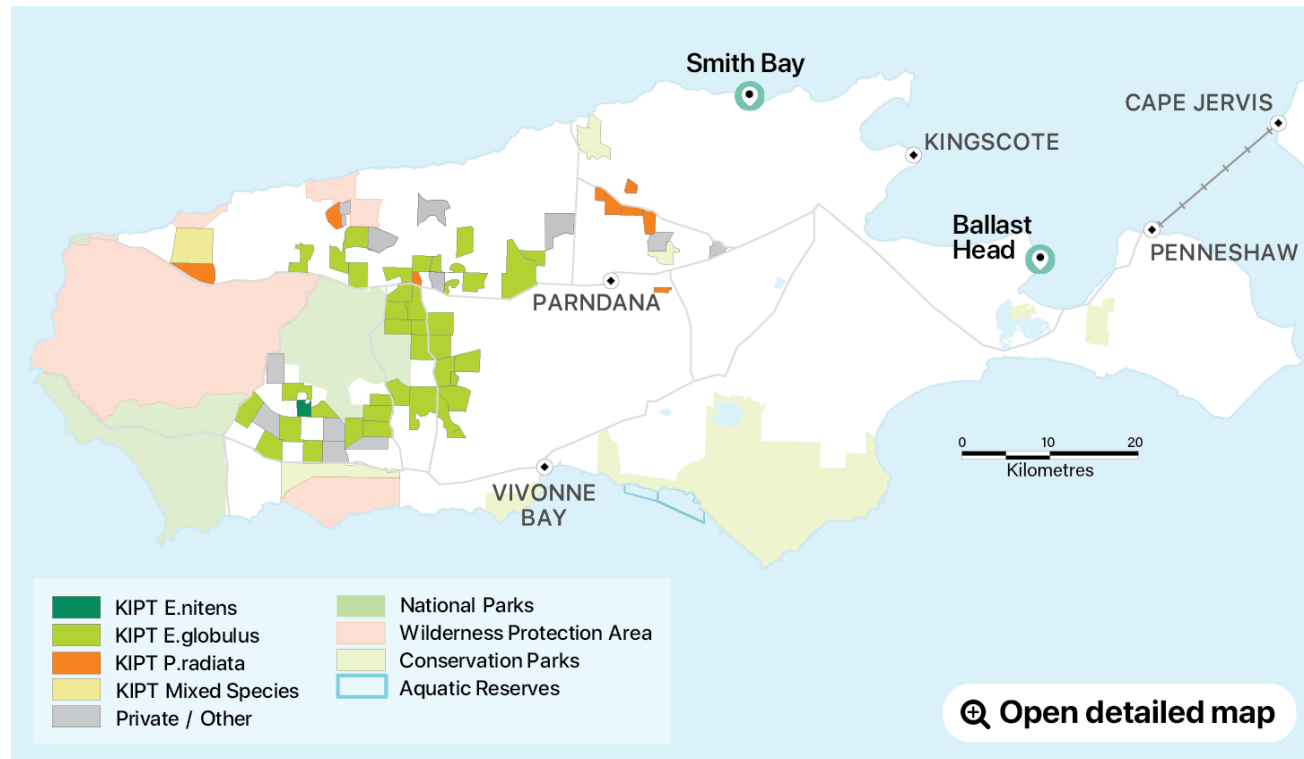 Smith Bay
CAPE JERVIS
KINGSCOTE
Ballast
Head
PENNESHAW
PARNDANA
VIVONNE
BAY
0 10 20
Kilometres
KIPT E.nitens
KIPT E.globulus
KIPT P.radiata
KIPT Mixed Species
Private / Other
National Parks
Wilderness Protection Area
Conservation Parks
Aquatic Reserves
Open detailed map